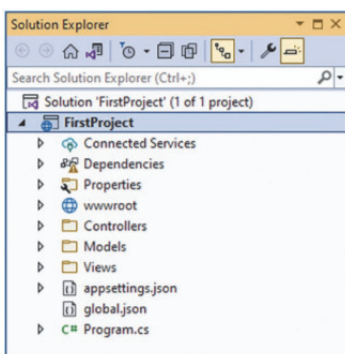 Solution Explorer
Search Solution Explorer (Ctrl+;)
Solution 'FirstProject' (1 of 1 project)
FirstProject
Connected Services
Dependencies
Properties
wwwroot
Controllers
Models
Views
appsettings.json
global.json
C# Program.cs